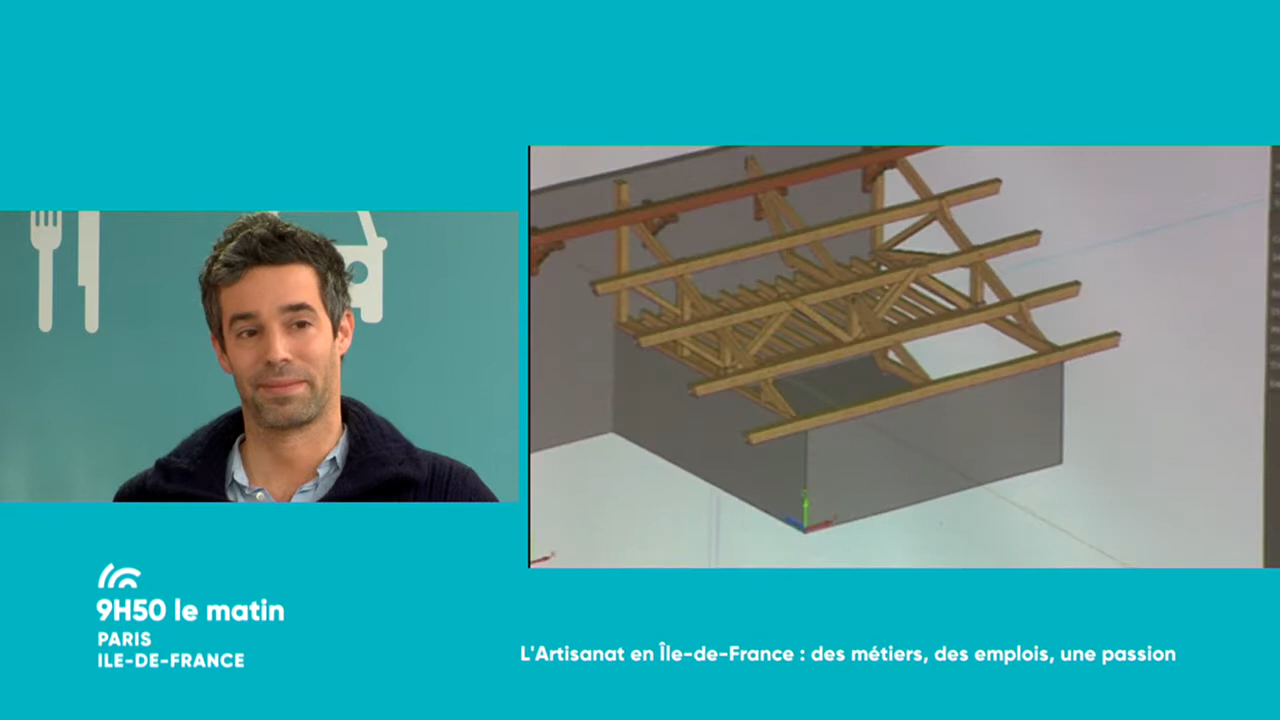 9H50 le matin
PARIS
ILE-DE-FRANCE
L'Artisanat en Île-de-France : des métiers, des emplois, une passion